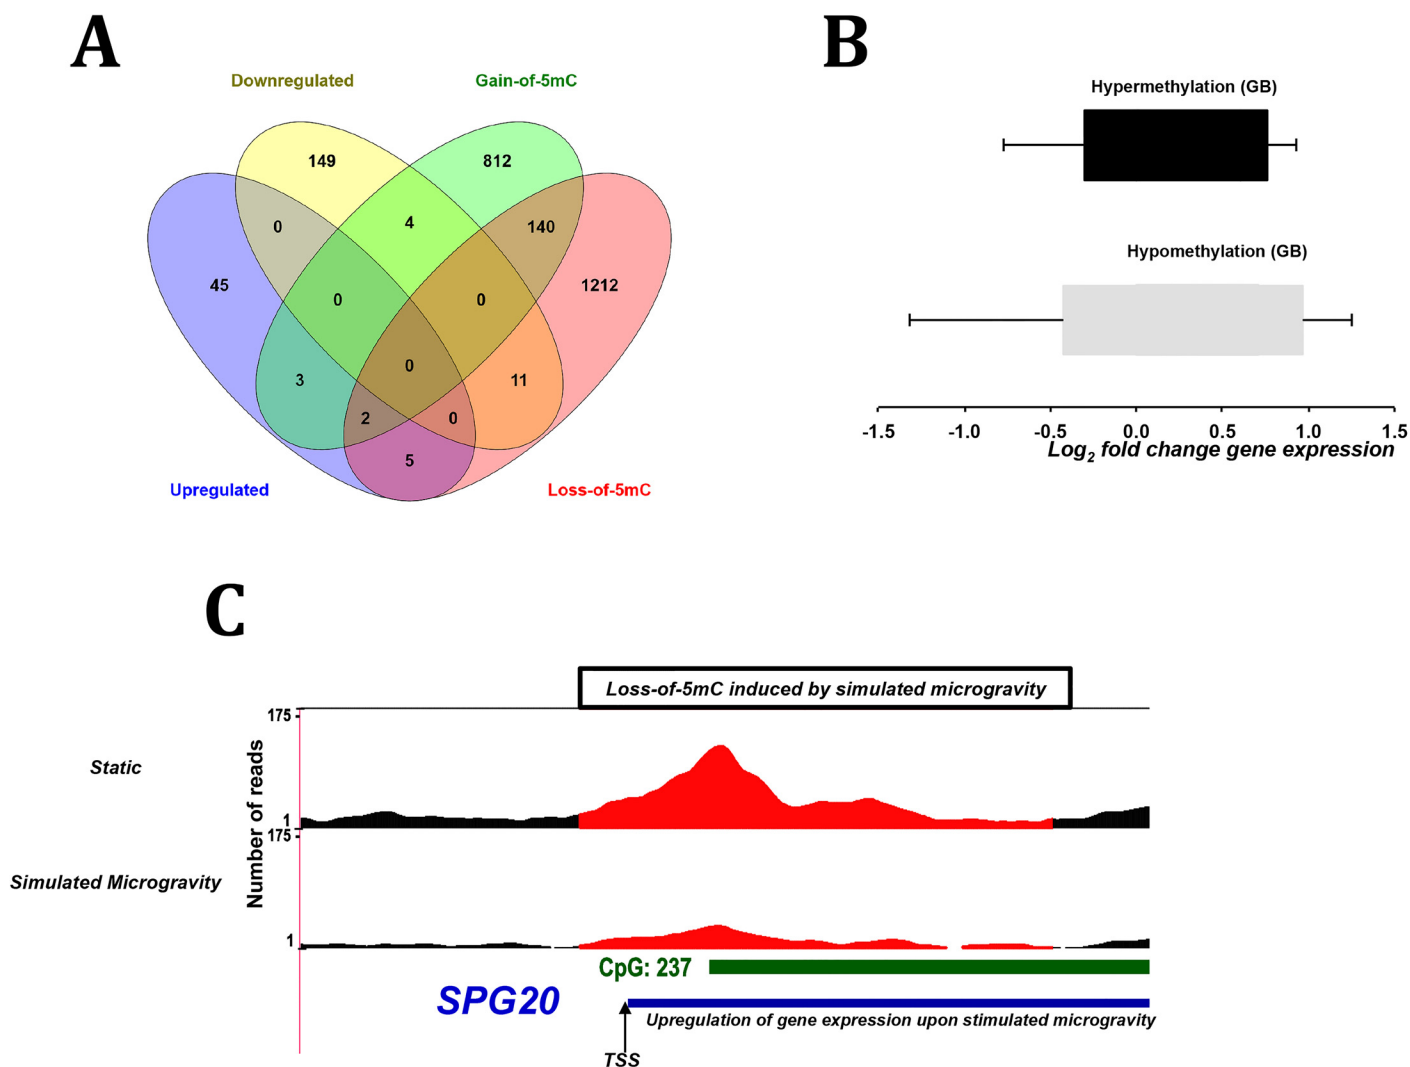 A
Downregulated
Gain-of-5mC
149
812
0
4
140
45
0
0
1212
0
3
11
2
0
5
Upregulated
Loss-of-5mC
B
Hypermethylation (GB)
Hypomethylation (GB)
-1.5 -1.0 -0.5 0.0 0.5 1.0 1.5
Log2 fold change gene expression
C
Loss-of-5mC induced by simulated microgravity
175
Static
1
Number of reads
175
Simulated Microgravity
1
CpG: 237
SPG20
Upregulation of gene expression upon stimulated microgravity
TSS